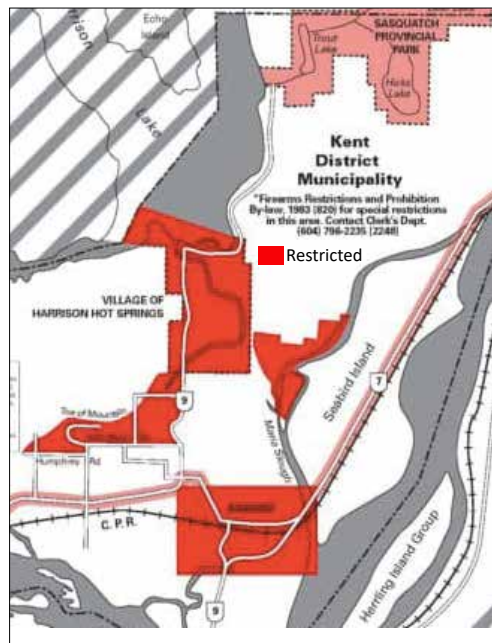 Echo
Island
SASQUATCH
PROVINCIAL
PARK
Trout
Lake
Hicks
Lake
rison
Lake
Kent
District
Municipality
"Firearms Restrictions and Prohibition
By-law, 1983 (820) for special restrictions
in this area. Contact Clerk's Dept.
(604) 796-2235 (2248)
Restricted
VILLAGE OF
HARRISON HOT SPRINGS
Seabird Island
7
9
Toe of Mountain
Maria Slough
Humphrey Rd
C.P.R.
Herrling Island Group
9